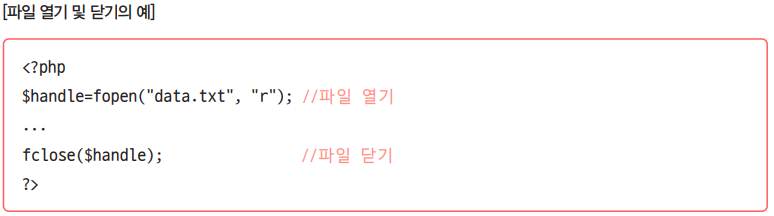 [파일 열기 및 닫기의 예]
<?php
$handle=fopen("data.txt", "r"); //파일 열기
...
fclose($handle); //파일 닫기
?>